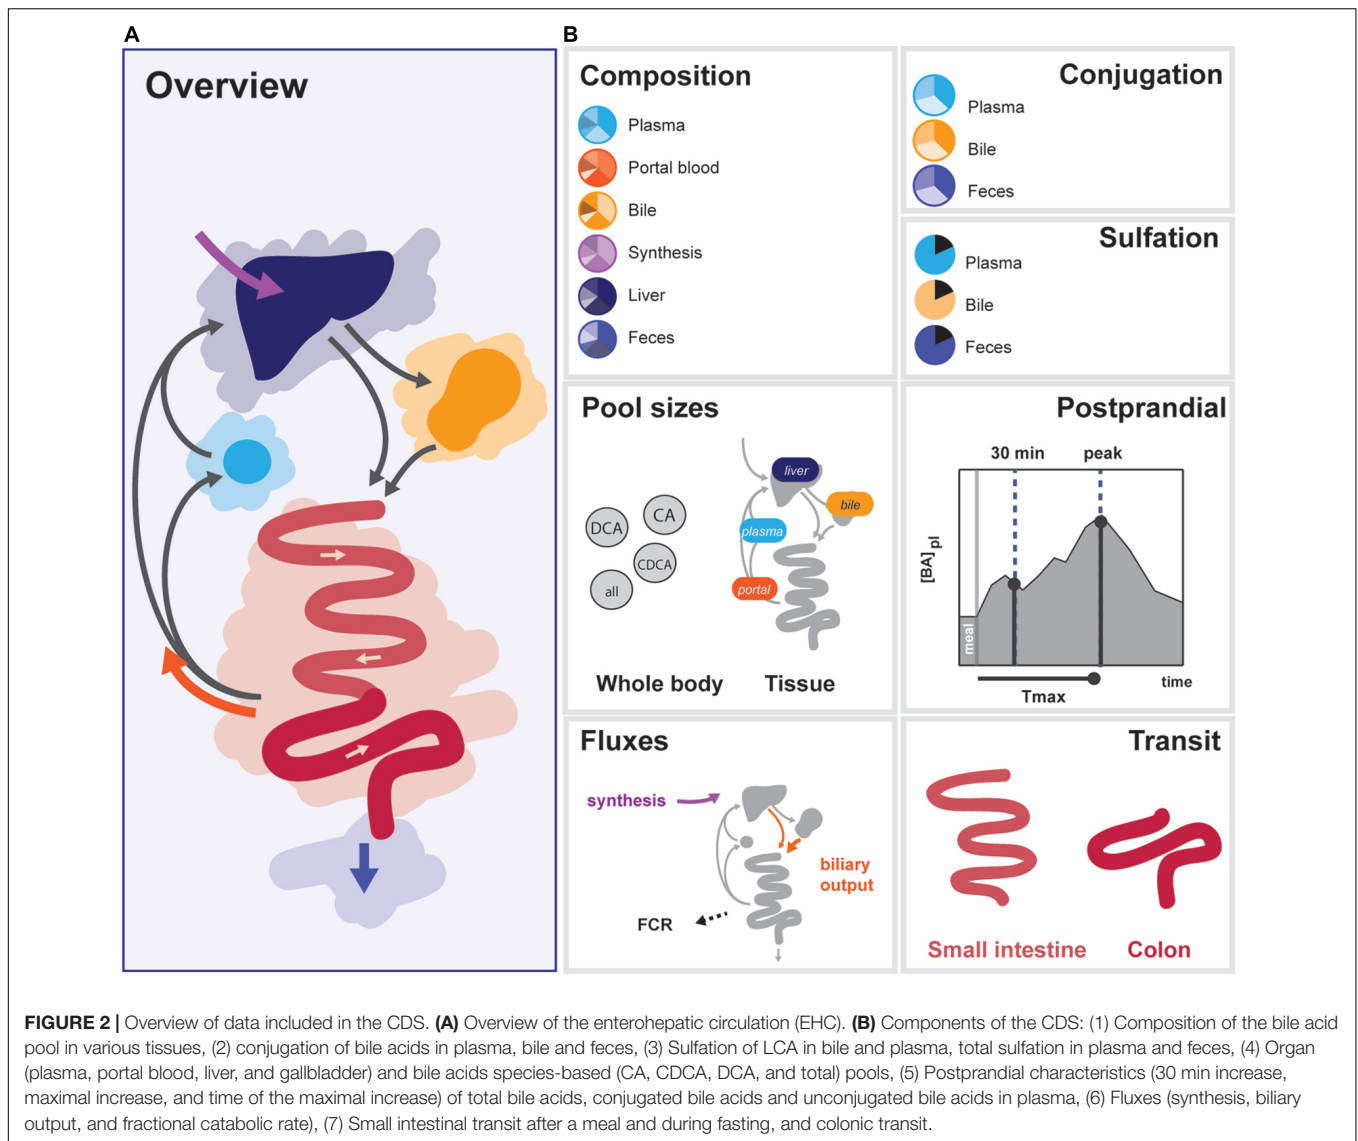 A
Overview
B
Composition
Plasma
Portal blood
Bile
Synthesis
Liver
Feces
Conjugation
Plasma
Bile
Feces
Sulfation
Plasma
Bile
Feces
Pool sizes
DCA
CA
CDCA
all
liver
bile
plasma
portal
Whole body
Tissue
Postprandial
30 min
peak
[BA]pl
meal
time
Tmax
Fluxes
synthesis
biliary
output
FCR
Transit
Small intestine
Colon
FIGURE 2 | Overview of data included in the CDS. (A) Overview of the enterohepatic circulation (EHC). (B) Components of the CDS: (1) Composition of the bile acid
pool in various tissues, (2) conjugation of bile acids in plasma, bile and feces, (3) Sulfation of LCA in bile and plasma, total sulfation in plasma and feces, (4) Organ
(plasma, portal blood, liver, and gallbladder) and bile acids species-based (CA, CDCA, DCA, and total) pools, (5) Postprandial characteristics (30 min increase,
maximal increase, and time of the maximal increase) of total bile acids, conjugated bile acids and unconjugated bile acids in plasma, (6) Fluxes (synthesis, biliary
output, and fractional catabolic rate), (7) Small intestinal transit after a meal and during fasting, and colonic transit.